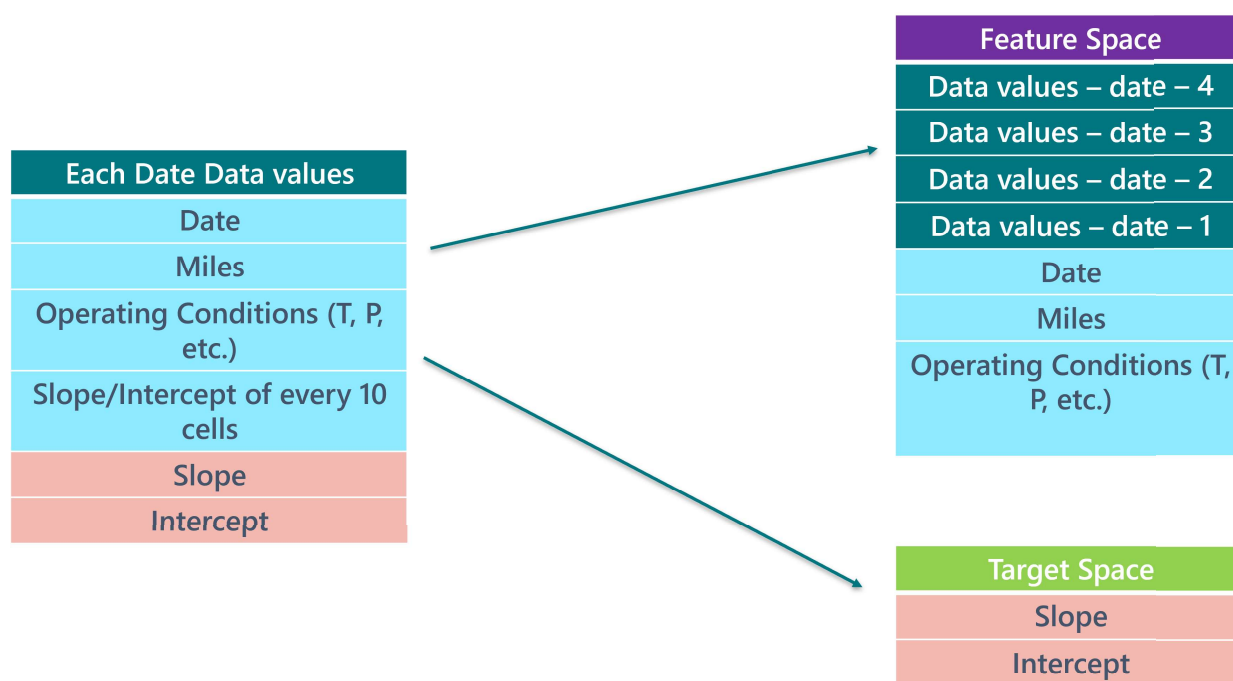 Each Date Data values
Date
Miles
Operating Conditions (T, P,
etc.)
Slope/Intercept of every 10
cells
Slope
Intercept
Feature Space
Data values – date – 4
Data values – date – 3
Data values – date – 2
Data values – date – 1
Date
Miles
Operating Conditions (T,
P, etc.)
Target Space
Slope
Intercept